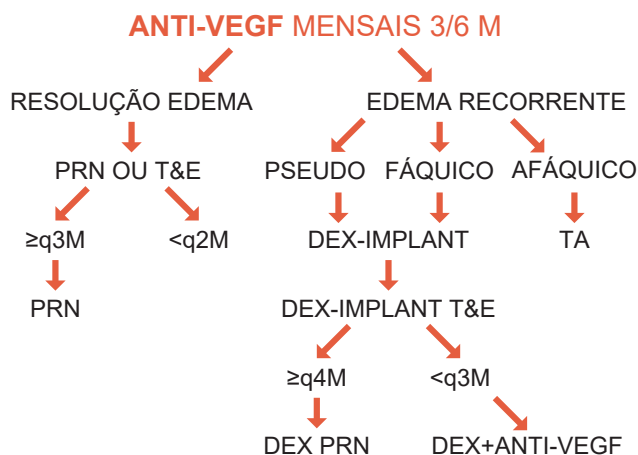 ANTI-VEGF MENSAIS 3/6 M
RESOLUÇÃO EDEMA EDEMA RECORRENTE
PRN OU T&E PSEUDO FÁQUICO AFÁQUICO
≥q3M <q2M DEX-IMPLANT TA
PRN DEX-IMPLANT T&E
≥q4M <q3M
DEX PRN DEX+ANTI-VEGF